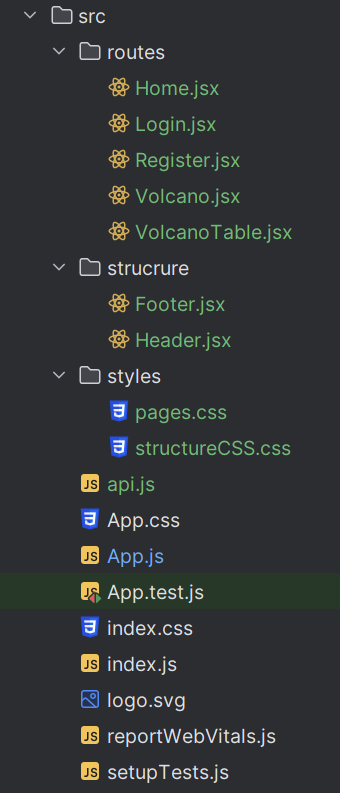 src
routes
Home.jsx
Login.jsx
Register.jsx
Volcano.jsx
VolcanoTable.jsx
strucrure
Footer.jsx
Header.jsx
styles
pages.css
structureCSS.css
JS api.js
App.css
JS App.js
JS App.test.js
index.css
JS index.js
logo.svg
JS reportWebVitals.js
JS setupTests.js